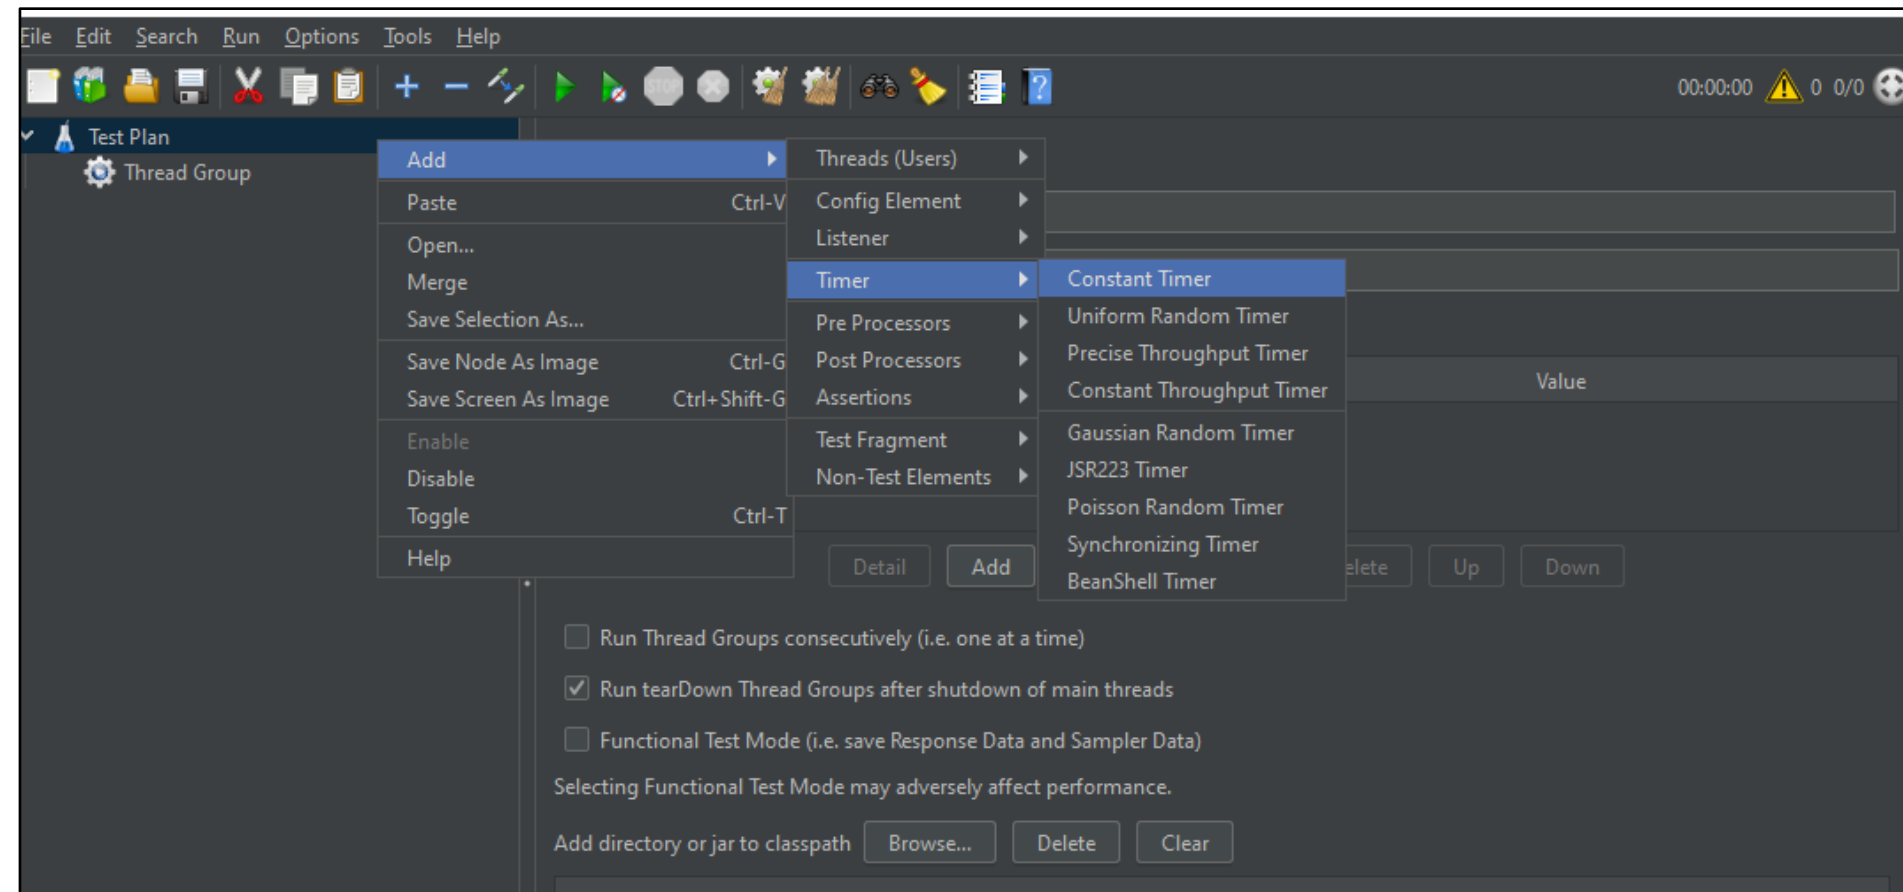 File Edit Search Run Options Tools Help
STOP
00:00:00 0 0/0
Test Plan
Thread Group
Add
Paste Ctrl-V
Open...
Merge
Save Selection As...
Save Node As Image Ctrl-G
Save Screen As Image Ctrl+Shift-G
Enable
Disable
Toggle Ctrl-T
Help
Threads (Users)
Config Element
Listener
Timer
Pre Processors
Post Processors
Assertions
Test Fragment
Non-Test Elements
Constant Timer
Uniform Random Timer
Precise Throughput Timer
Constant Throughput Timer
Gaussian Random Timer
JSR223 Timer
Poisson Random Timer
Synchronizing Timer
BeanShell Timer
Value
Detail Add elete Up Down
Run Thread Groups consecutively (i.e. one at a time)
Run tearDown Thread Groups after shutdown of main threads
Functional Test Mode (i.e. save Response Data and Sampler Data)
Selecting Functional Test Mode may adversely affect performance.
Add directory or jar to classpath Browse... Delete Clear